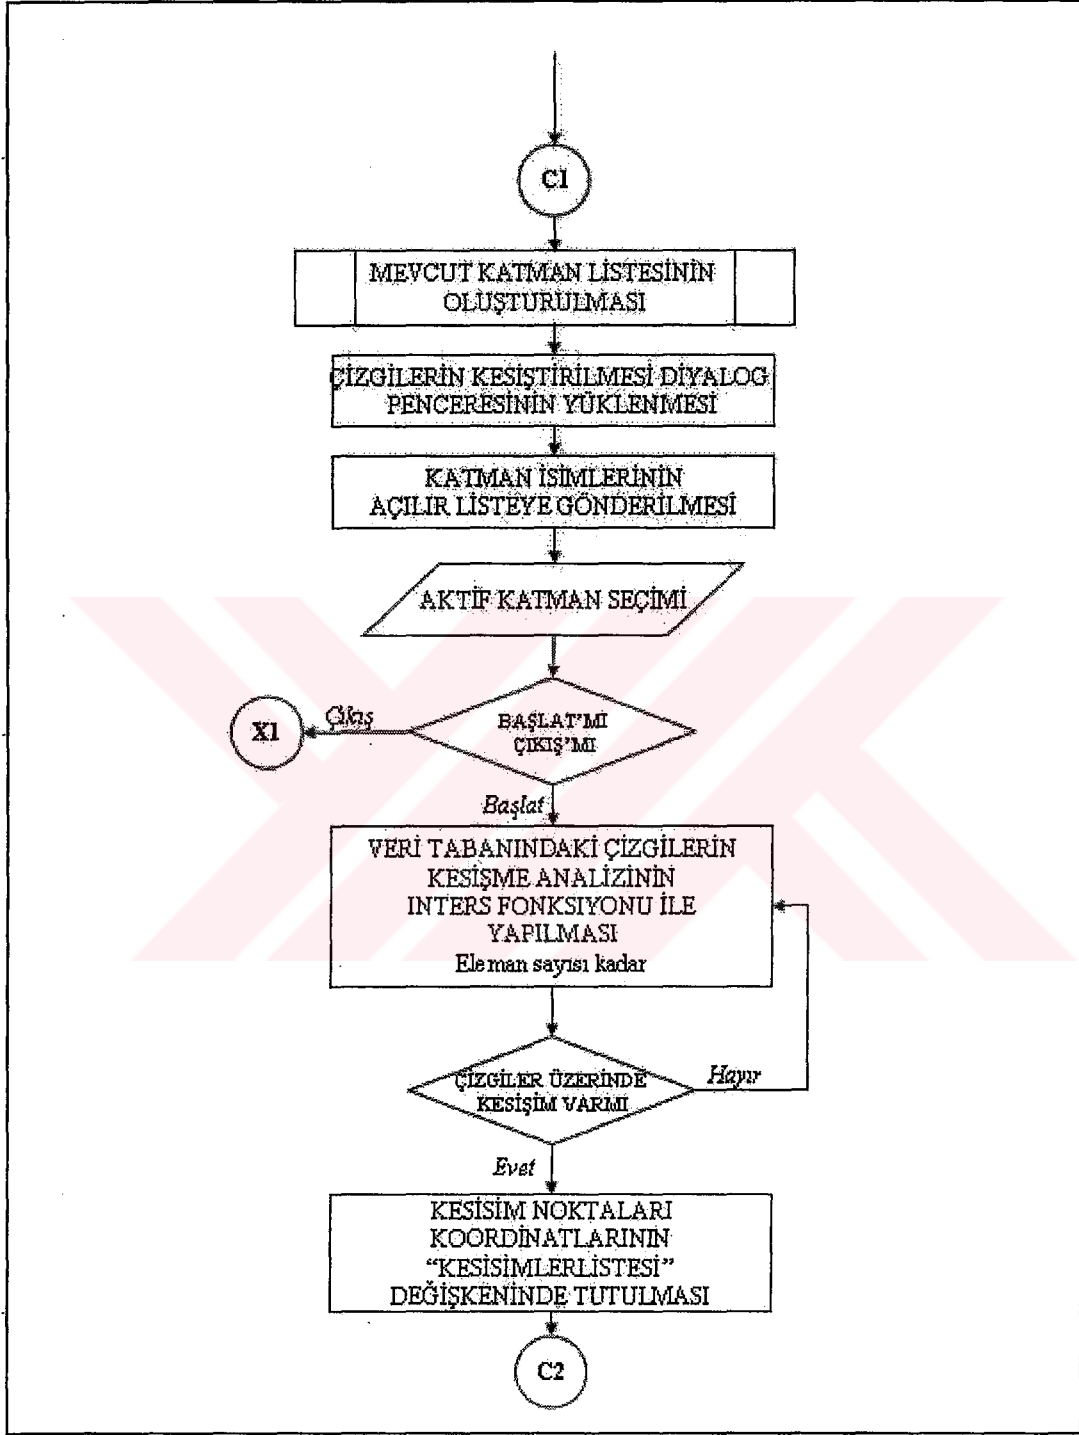 C1
MEVCUT KATMAN LİSTESİNİN
OLUŞTURULMASI
ÇİZGİLERİN KESİŞTİRİLMESİ DİYALOG
PENCERESİNİN YÜKLENMESİ
KATMAN İSİMLERİNİN
AÇILIR LİSTEYE GÖNDERİLMESİ
AKTİF KATMAN SEÇİMİ
BAŞLAT'MI
ÇIKIŞ'MI
Çıkış
X1
Başlat
VERİ TABANINDAKİ ÇİZGİLERİN
KESİŞME ANALİZİNİN
INTERS FONKSIYONU İLE
YAPILMASI
Eleman sayısı kadar
ÇİZGİLER ÜZERİNDE
KESİŞİM VARMI
Hayır
Evet
KESİSİM NOKTALARI
KOORDİNATLARININ
“KESİSİMLERLİSTESİ”
DEĞİŞKENİNDE TUTULMASI
C2